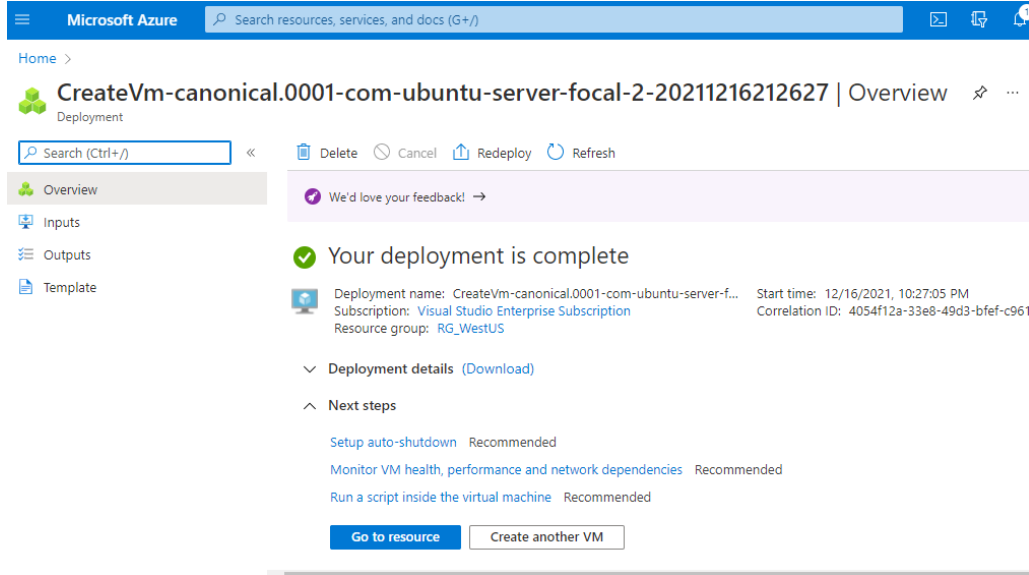 Microsoft Azure
Search resources, services, and docs (G+/)
Home >
CreateVm-canonical.0001-com-ubuntu-server-focal-2-20211216212627 | Overview
Deployment
Search (Ctrl+/)
«
Delete
Cancel
Redeploy
Refresh
Overview
Inputs
Outputs
Template
We'd love your feedback! →
Your deployment is complete
Deployment name: CreateVm-canonical.0001-com-ubuntu-server-f...
Subscription: Visual Studio Enterprise Subscription
Resource group: RG_WestUS
Start time: 12/16/2021, 10:27:05 PM
Correlation ID: 4054f12a-33e8-49d3-bfef-c961
Deployment details (Download)
Next steps
Setup auto-shutdown Recommended
Monitor VM health, performance and network dependencies Recommended
Run a script inside the virtual machine Recommended
Go to resource
Create another VM